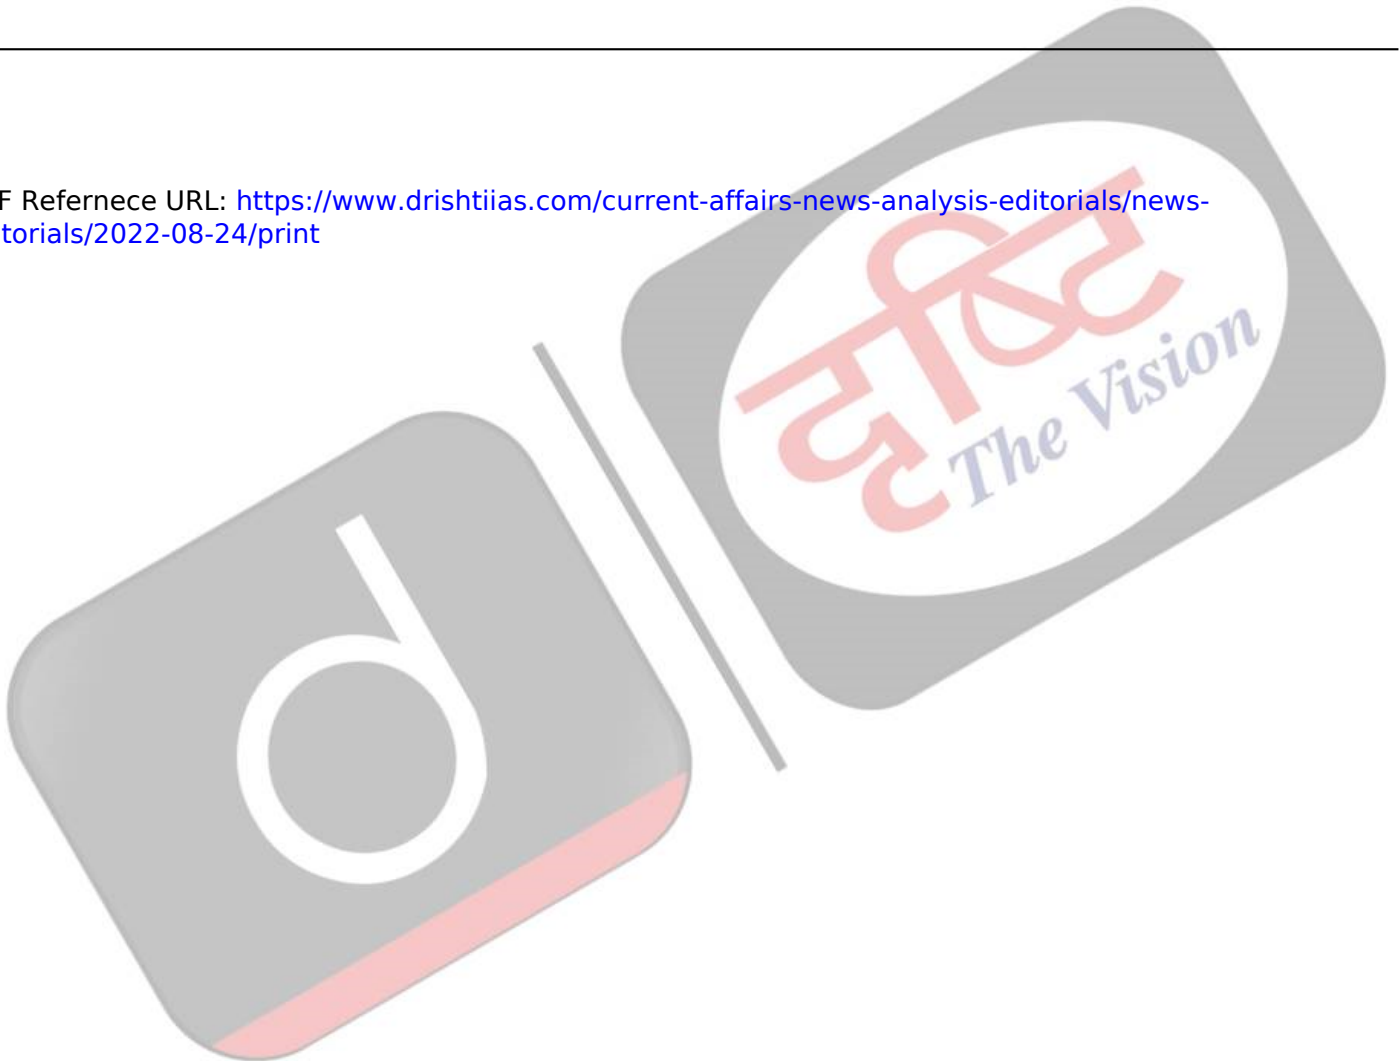 F Refernece URL: https://www.drishtiias.com/current-affairs-news-analysis-editorials/news-
torials/2022-08-24/print
दृष्टि
The Vision
d